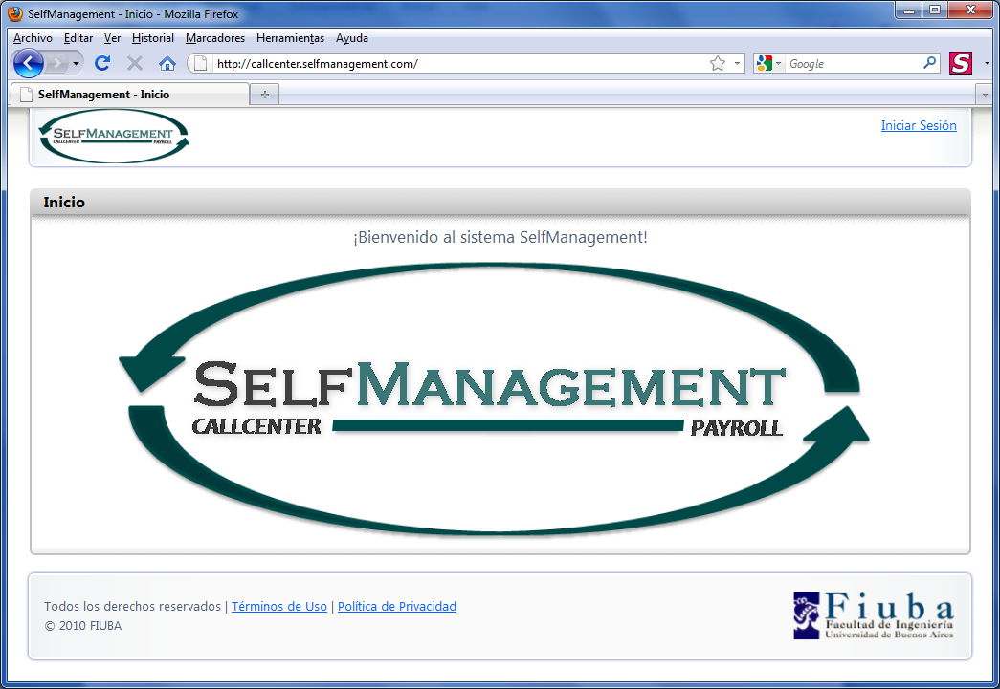 SelfManagement - Inicio - Mozilla Firefox
Archivo Editar Ver Historial Marcadores Herramientas Ayuda
http://callcenter.selfmanagement.com/
Google
S
SelfManagement - Inicio
SELFMANAGEMENT
CALLCENTER PAYROLL
Iniciar Sesión
Inicio
¡Bienvenido al sistema SelfManagement!
SELFMANAGEMENT
CALLCENTER PAYROLL
Todos los derechos reservados | Términos de Uso | Política de Privacidad
© 2010 FIUBA
Fiuba
Facultad de Ingeniería
Universidad de Buenos Aires